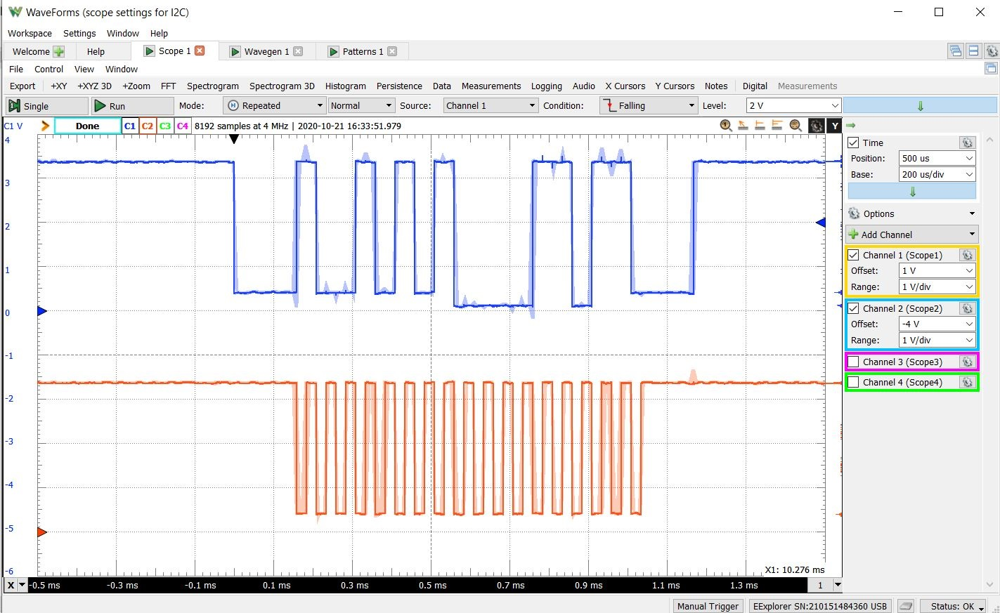 WaveForms (scope settings for I2C)
Workspace Settings Window Help
Welcome Help Scope 1 Wavegen 1 Patterns 1
File Control View Window
Export +XY +XYZ 3D +Zoom FFT Spectrogram Spectrogram 3D Histogram Persistence Data Measurements Logging Audio X Cursors Y Cursors Notes Digital Measurements
Single Run Mode: Repeated Normal Source: Channel 1 Condition: Falling Level: 2 V
C1 V Done C1 C2 C3 C4 8192 samples at 4 MHz | 2020-10-21 16:33:51.979 Y
4
3
2
1
0
-1
-2
-3
-4
-5
-6
Time
Position: 500 us
Base: 200 us/div
Options
Add Channel
Channel 1 (Scope1)
Offset: 1 V
Range: 1 V/div
Channel 2 (Scope2)
Offset: -4 V
Range: 1 V/div
Channel 3 (Scope3)
Channel 4 (Scope4)
X1: 10.276 ms
X -0.5 ms -0.3 ms -0.1 ms 0.1 ms 0.3 ms 0.5 ms 0.7 ms 0.9 ms 1.1 ms 1.3 ms 1
Manual Trigger EExplorer SN:210151484360 USB Status: OK